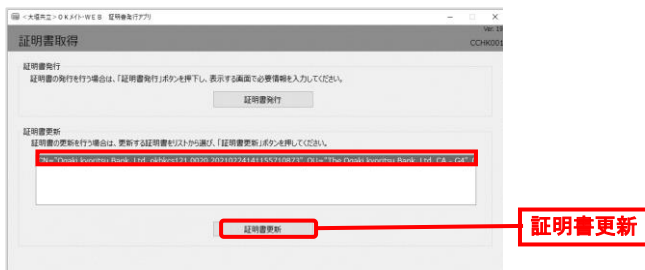 <大垣共立>OKメイト-WEB 証明書発行アプリ
証明書取得
CCHK001
証明書発行
証明書の発行を行う場合は、「証明書発行」ボタンを押下し、表示する画面で必要情報を入力してください。
証明書発行
証明書更新
証明書の更新を行う場合は、更新する証明書をリストから選び、「証明書更新」ボタンを押してください。
CN="Ogaki kyoritsu Bank, Ltd. okbkcs121 0020 20210224141155210873", OU="The Ogaki kyoritsu Bank, Ltd. CA - G4",
証明書更新
証明書更新